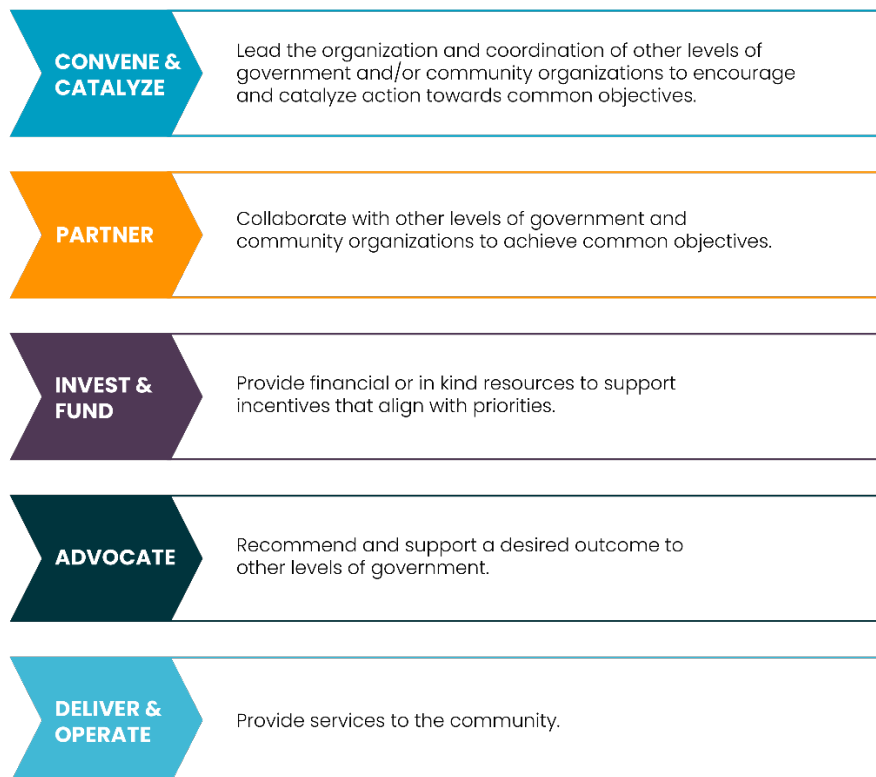 CONVENE &
CATALYZE
Lead the organization and coordination of other levels of
government and/or community organizations to encourage
and catalyze action towards common objectives.
PARTNER
Collaborate with other levels of government and
community organizations to achieve common objectives.
INVEST &
FUND
Provide financial or in kind resources to support
incentives that align with priorities.
ADVOCATE
Recommend and support a desired outcome to
other levels of government.
DELIVER &
OPERATE
Provide services to the community.